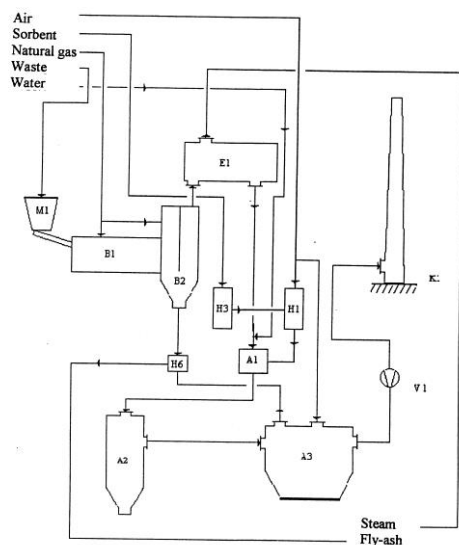 Air
Sorbent
Natural gas
Waste
Water
E1
M1
B1
B2
H3
H1
K1
A1
H6
V1
A2
A3
Steam
Fly-ash